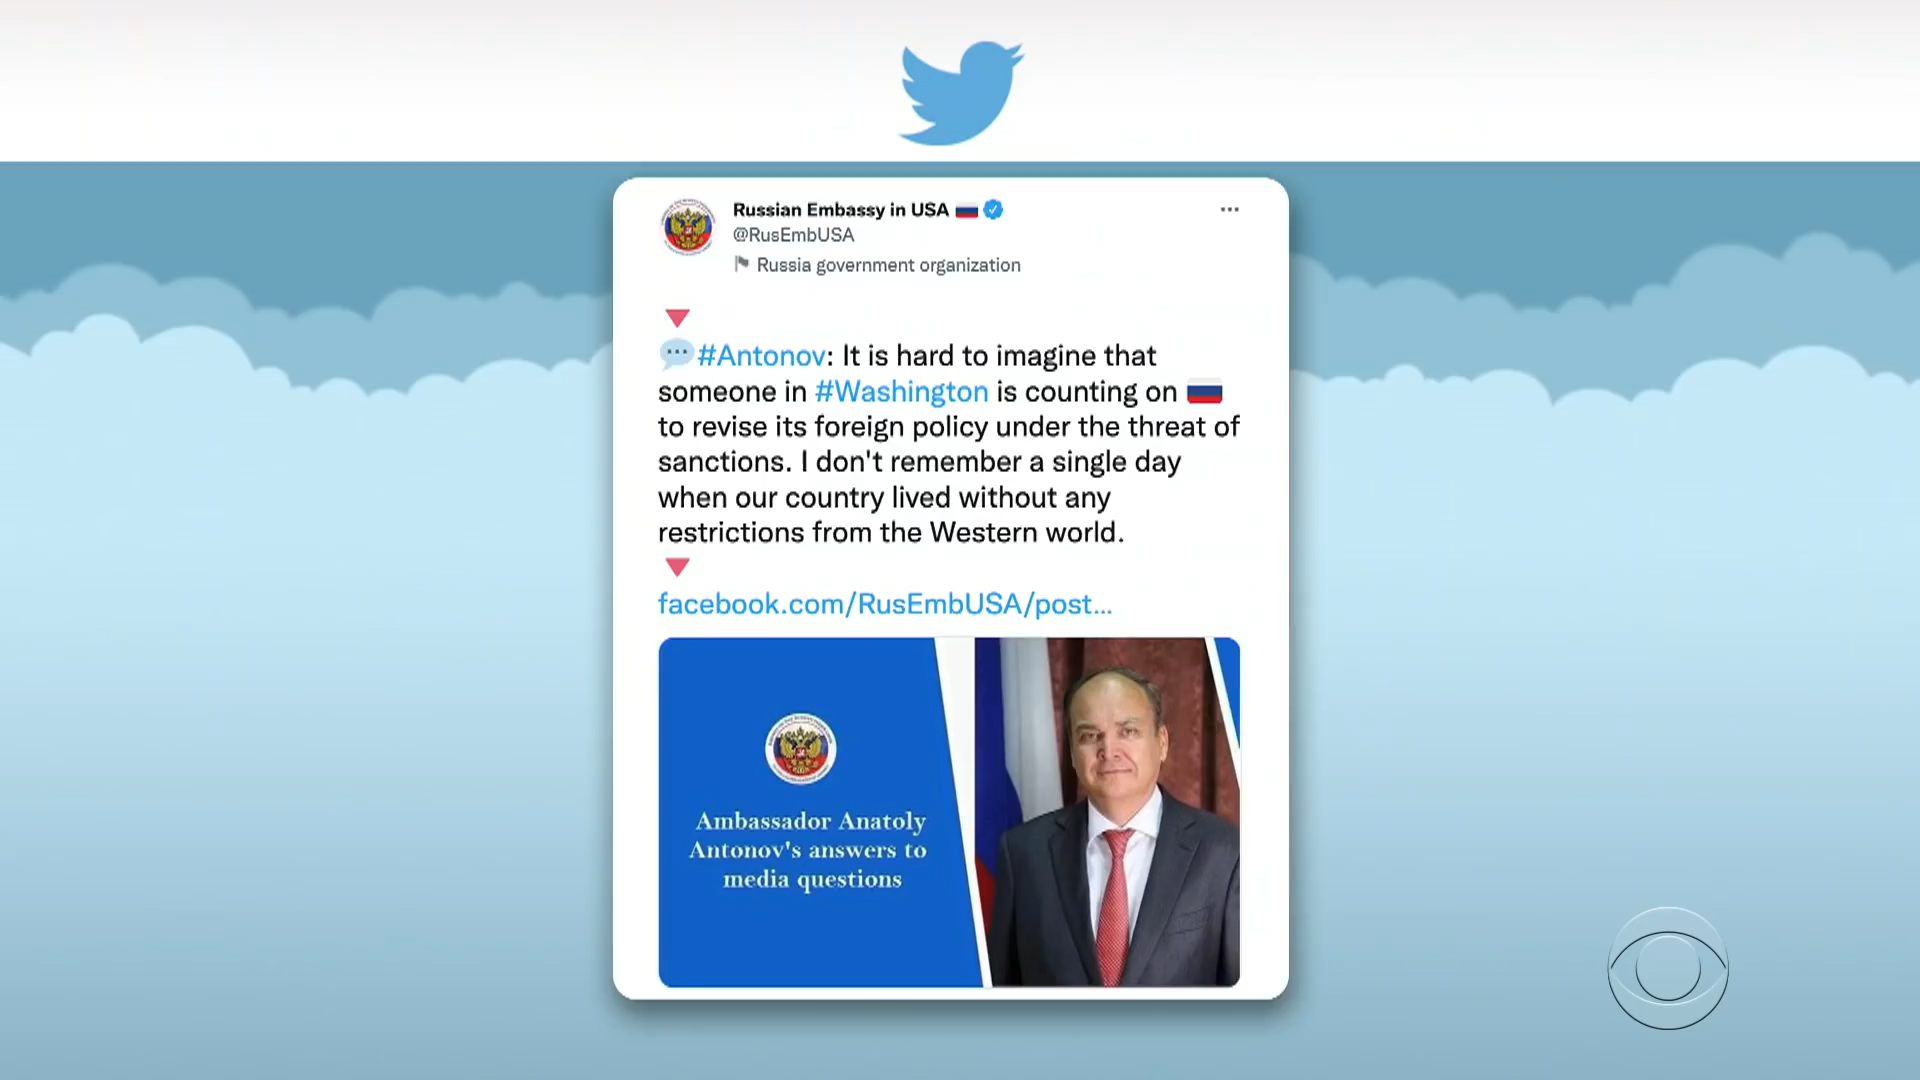 Russian Embassy in USA
@RusEmbUSA
Russia government organization
#Antonov: It is hard to imagine that
someone in #Washington is counting on
to revise its foreign policy under the threat of
sanctions. I don't remember a single day
when our country lived without any
restrictions from the Western world.
facebook.com/RusEmbUSA/post...
Ambassador Anatoly
Antonov's answers to
media questions